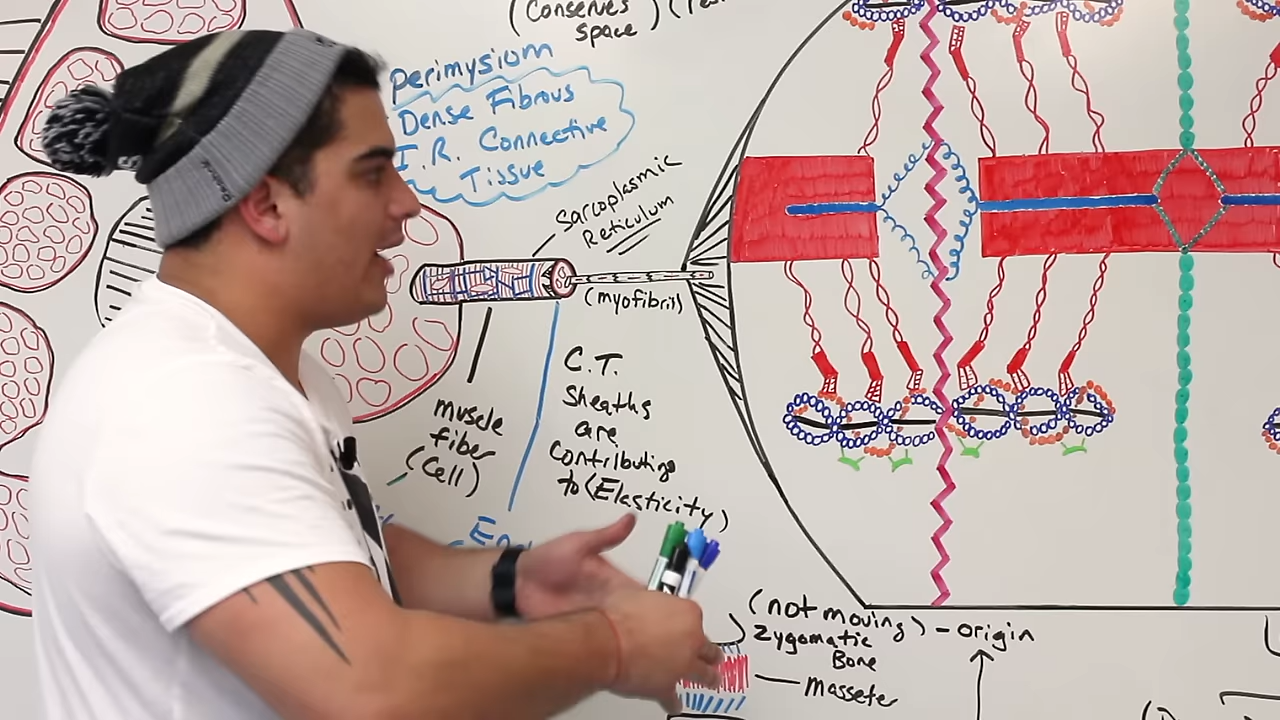 (Conserves
space)
perimysium
Dense Fibrous
I.R. Connective
Tissue
Sarcoplasmic
Reticulum
(myofibril)
muscle
fiber
(Cell)
C.T.
Sheaths
are
Contributing
to (Elasticity)
(not moving) - origin
Zygomatic
Bone
Masseter